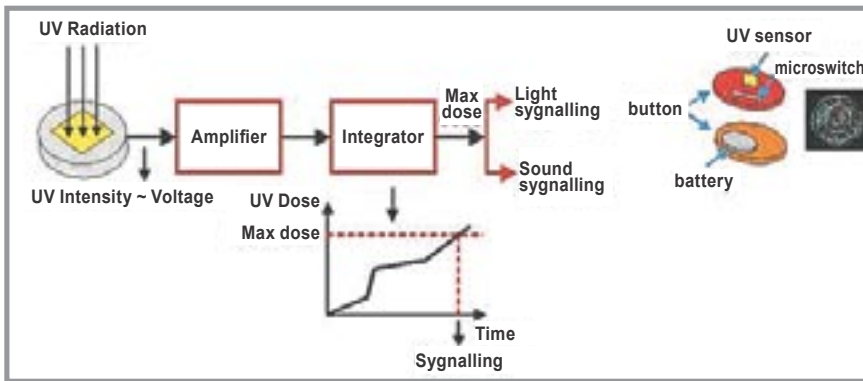 UV Radiation
Amplifier
Integrator
Max
dose
Light
sygnalling
Sound
sygnalling
UV Intensity ~ Voltage
UV Dose
Max dose
Time
Sygnalling
UV sensor
microswitch
button
battery